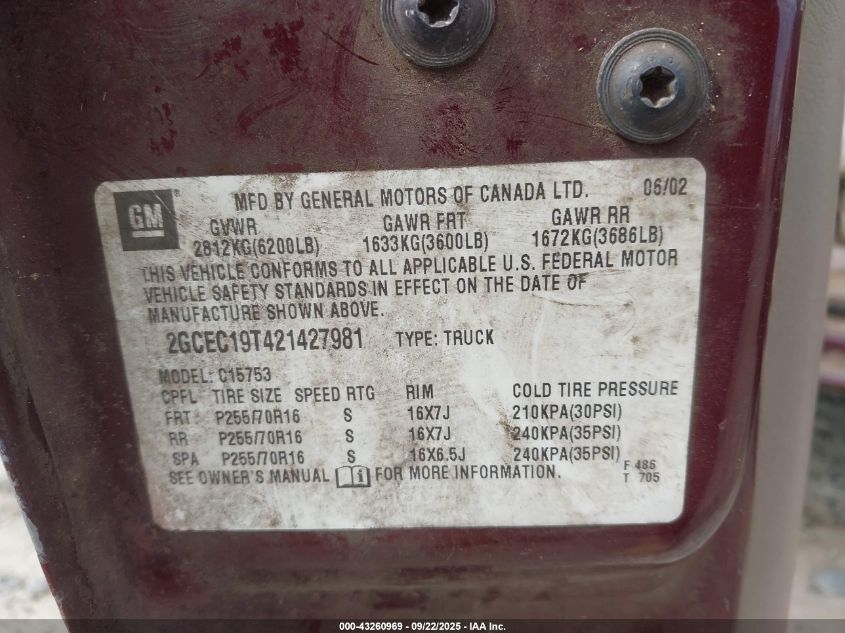 GM
MFD BY GENERAL MOTORS OF CANADA LTD. 06/02
GVWR GAWR FRT GAWR RR
2812KG(6200LB) 1633KG(3600LB) 1672KG(3686LB)
THIS VEHICLE CONFORMS TO ALL APPLICABLE U.S. FEDERAL MOTOR
VEHICLE SAFETY STANDARDS IN EFFECT ON THE DATE OF
MANUFACTURE SHOWN ABOVE.
2GCEC19T421427981 TYPE: TRUCK
MODEL: C15753
CPFL TIRE SIZE SPEED RTG RIM COLD TIRE PRESSURE
FRT P255/70R16 S 16X7J 210KPA(30PSI)
RR P255/70R16 S 16X7J 240KPA(35PSI)
SPA P255/70R16 S 16X6.5J 240KPA(35PSI)
SEE OWNER'S MANUAL FOR MORE INFORMATION. F 486
T 705
000-43260969 - 09/22/2025 - IAA Inc.